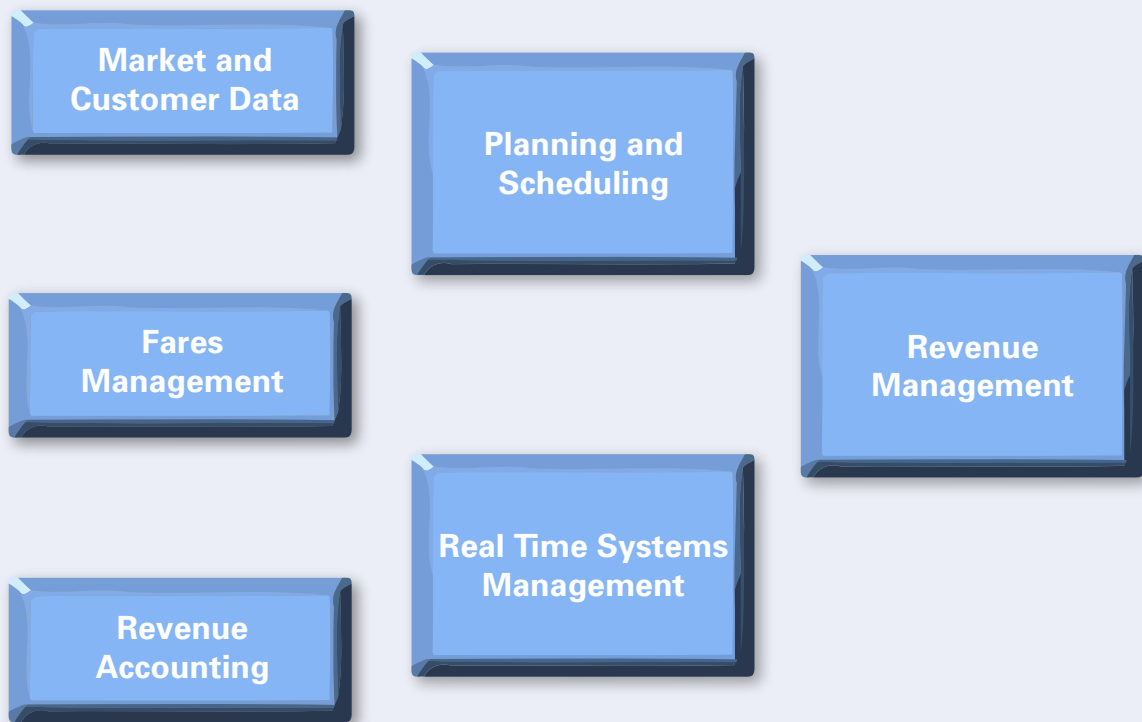 Market and
Customer Data
Planning and
Scheduling
Fares
Management
Revenue
Management
Real Time Systems
Management
Revenue
Accounting